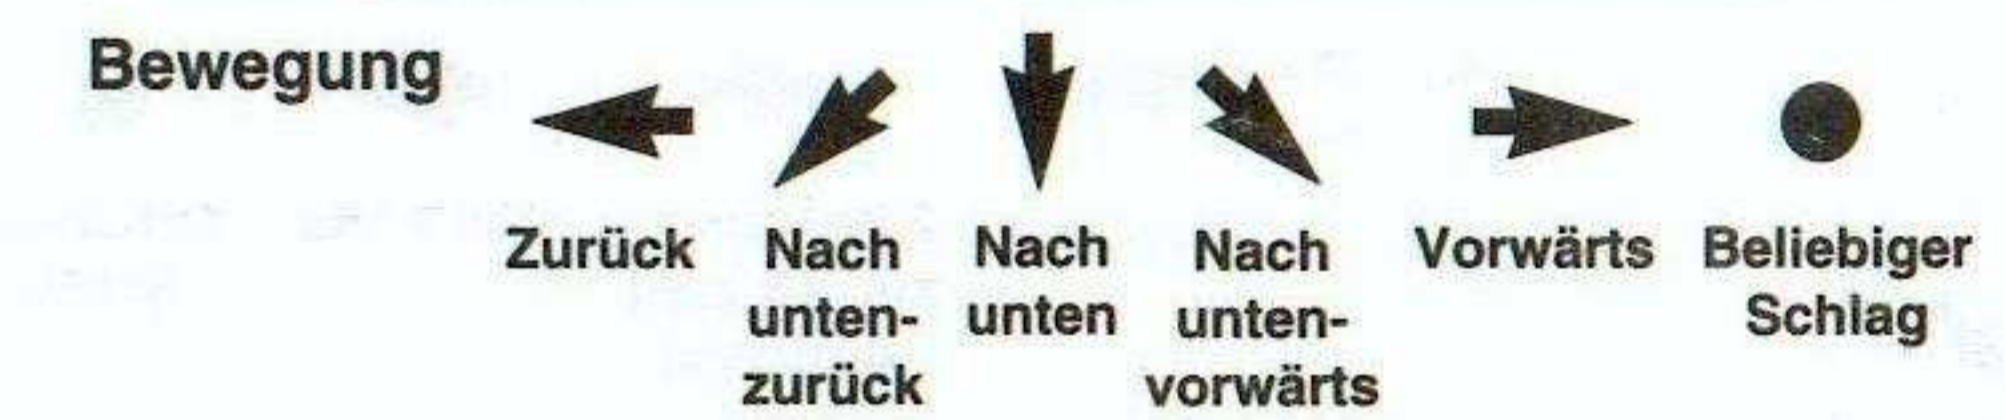 Bewegung
Zurück
Nach
unten-
zurück
Nach
unten
Nach
unten-
vorwärts
Vorwärts
Beliebiger
Schlag